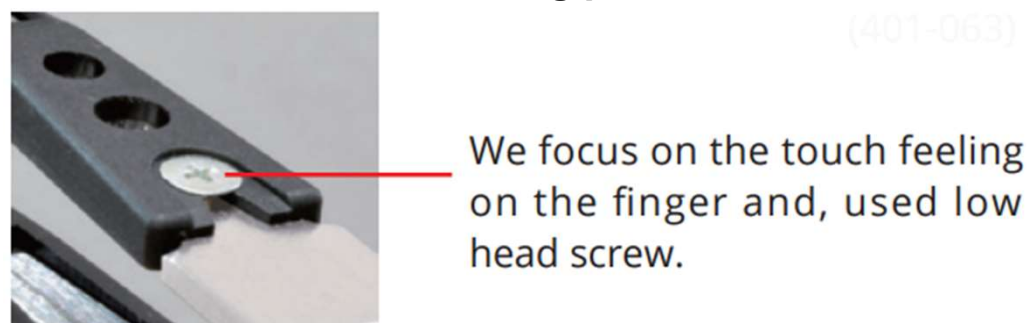 (401-063)
We focus on the touch feeling
on the finger and, used low
head screw.